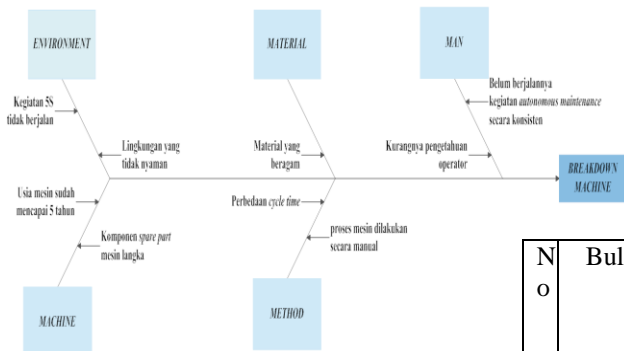 ENVIRONMENT
MATERIAL
MAN
Kegiatan 5S
tidak berjalan
Lingkungan yang
tidak nyaman
Material yang
beragam
Belum berjalannya
kegiatan autonomous maintenance
secara konsisten
Kurangnya pengetahuan
operator
BREAKDOWN
MACHINE
Usia mesin sudah
mencapai 5 tahun
Komponen spare part
mesin langka
Perbedaan cycle time
proses mesin dilakukan
secara manual
MACHINE
METHOD
N
o
Bul